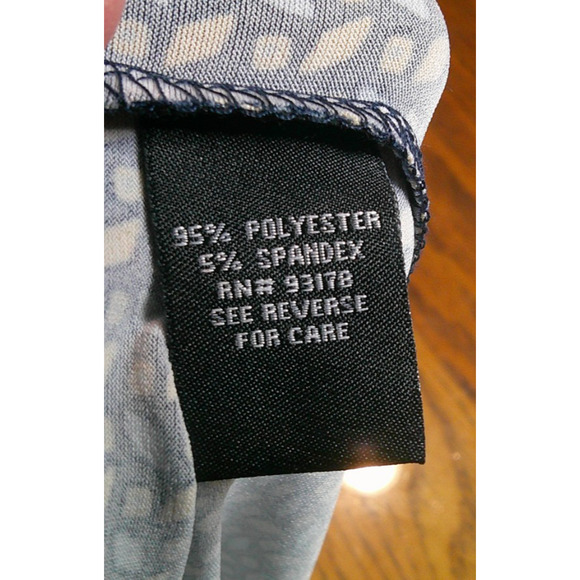 95% POLYESTER
5% SPANDEX
RN# 93178
SEE REVERSE
FOR CARE